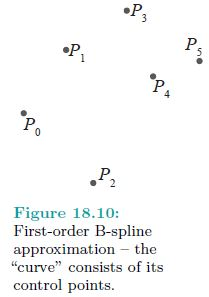 P3
P1
P5
P4
P0
P2
Figure 18.10:
First-order B-spline
approximation – the
“curve” consists of its
control points.